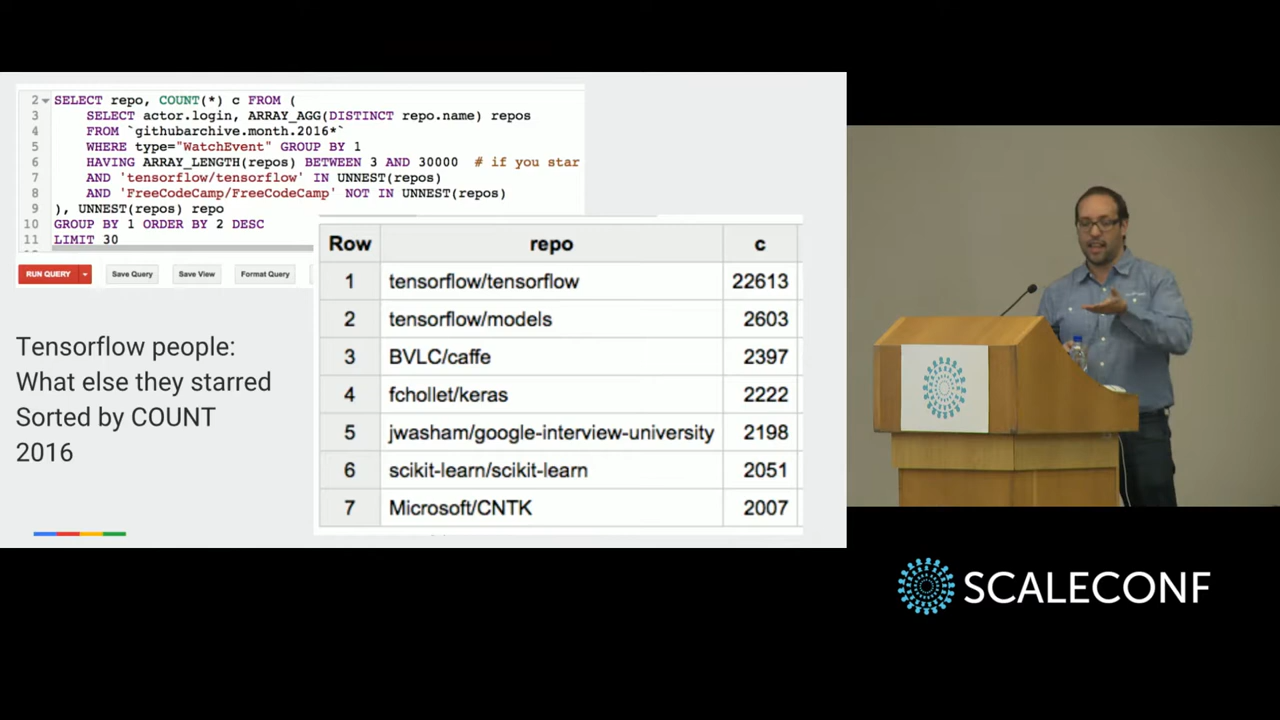 2 SELECT repo, COUNT(*) c FROM (
3 SELECT actor.login, ARRAY_AGG(DISTINCT repo.name) repos
4 FROM `githubarchive.month.2016*`
5 WHERE type="WatchEvent" GROUP BY 1
6 HAVING ARRAY_LENGTH(repos) BETWEEN 3 AND 30000 # if you star
7 AND 'tensorflow/tensorflow' IN UNNEST(repos)
8 AND 'FreeCodeCamp/FreeCodeCamp' NOT IN UNNEST(repos)
9 ), UNNEST(repos) repo
10 GROUP BY 1 ORDER BY 2 DESC
11 LIMIT 30
RUN QUERY Save Query Save View Format Query
Tensorflow people:
What else they starred
Sorted by COUNT
2016
Row repo c
1 tensorflow/tensorflow 22613
2 tensorflow/models 2603
3 BVLC/caffe 2397
4 fchollet/keras 2222
5 jwasham/google-interview-university 2198
6 scikit-learn/scikit-learn 2051
7 Microsoft/CNTK 2007
SCALECONF